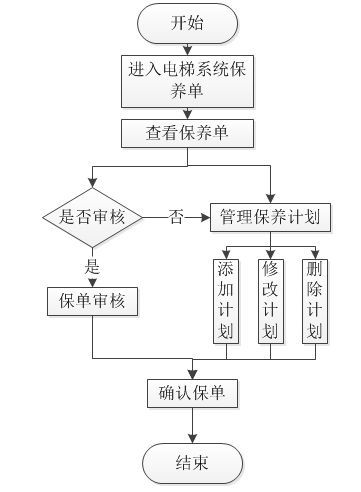 开始
进入电梯系统保
养单
查看保养单
是否审核
否
管理保养计划
是
保单审核
添加计划
修改计划
删除计划
确认保单
结束